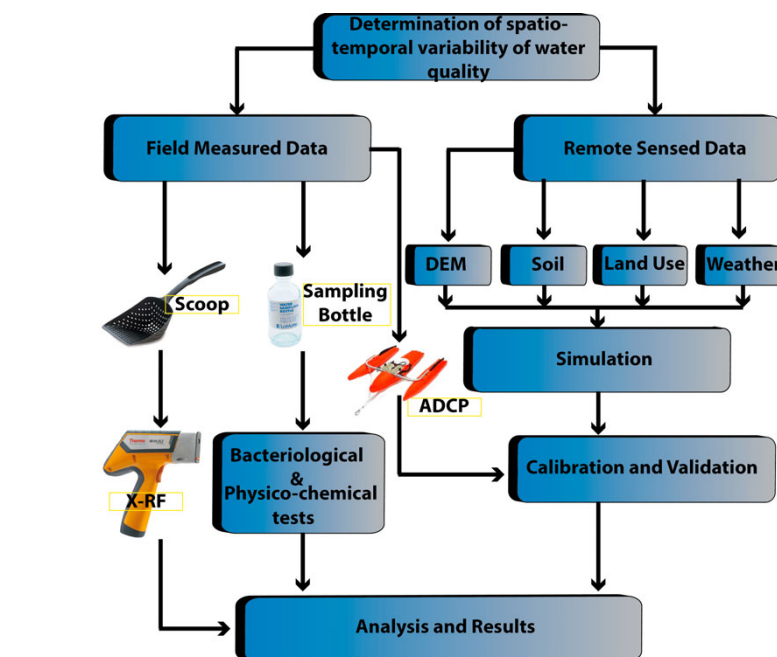 Determination of spatio-
temporal variability of water
quality
Field Measured Data
Remote Sensed Data
DEM
Soil
Land Use
Weather
Scoop
Sampling
Bottle
Simulation
ADCP
X-RF
Bacteriological
&
Physico-chemical
tests
Calibration and Validation
Analysis and Results